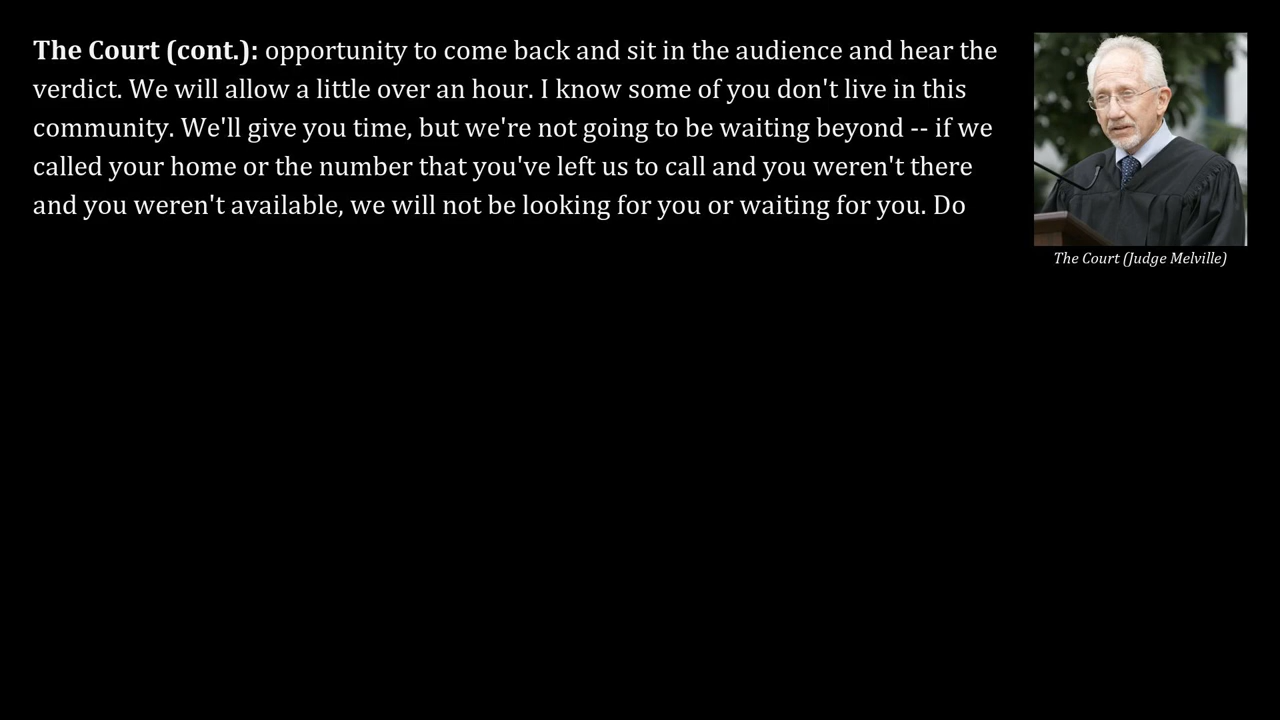 The Court (cont.): opportunity to come back and sit in the audience and hear the
verdict. We will allow a little over an hour. I know some of you don't live in this
community. We'll give you time, but we're not going to be waiting beyond -- if we
called your home or the number that you've left us to call and you weren't there
and you weren't available, we will not be looking for you or waiting for you. Do
The Court (Judge Melville)